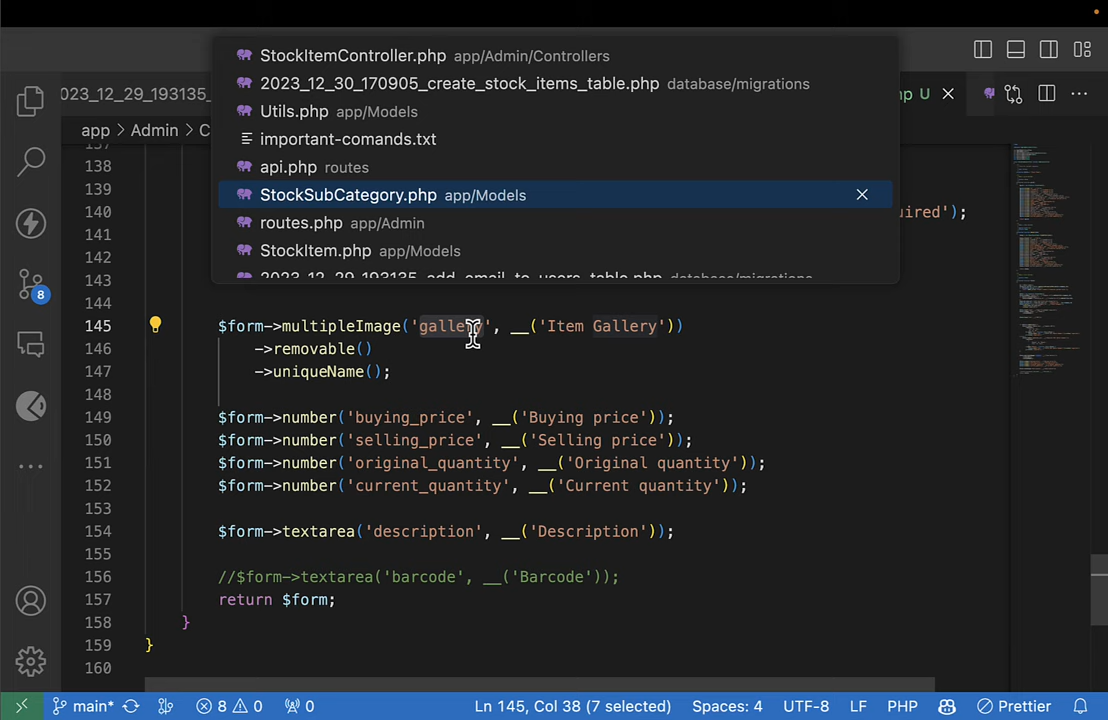 StockItemController.php app/Admin/Controllers
2023_12_30_170905_create_stock_items_table.php database/migrations
Utils.php app/Models
important-comands.txt
api.php routes
StockSubCategory.php app/Models
routes.php app/Admin
StockItem.php app/Models
2023_12_29_193135_add_email_to_users_table.php database/migrations
023_12_29_193135_
hp U
app > Admin > C
137
138
139
140 uired');
141
142
143
144
145 $form->multipleImage('gallery', __('Item Gallery'))
146 ->removable()
147 ->uniqueName();
148
149 $form->number('buying_price', __('Buying price'));
150 $form->number('selling_price', __('Selling price'));
151 $form->number('original_quantity', __('Original quantity'));
152 $form->number('current_quantity', __('Current quantity'));
153
154 $form->textarea('description', __('Description'));
155
156 //$form->textarea('barcode', __('Barcode'));
157 return $form;
158 }
159 }
160
8
main* 8 0 0 Ln 145, Col 38 (7 selected) Spaces: 4 UTF-8 LF PHP Prettier